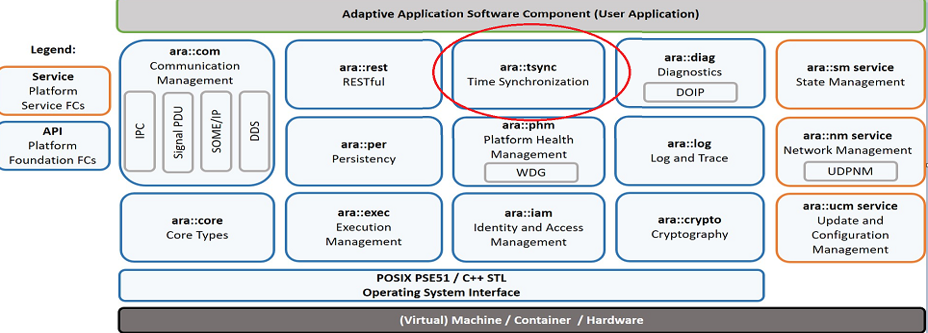 Adaptive Application Software Component (User Application)
Legend:
Service
Platform
Service FCs
API
Platform
Foundation FCs
ara::com
Communication
Management
IPC
Signal PDU
SOME/IP
DDS
ara::rest
RESTful
ara::tsync
Time Synchronization
ara::diag
Diagnostics
DOIP
ara::sm service
State Management
ara::per
Persistency
ara::phm
Platform Health
Management
WDG
ara::log
Log and Trace
ara::nm service
Network Management
UDPNM
ara::core
Core Types
ara::exec
Execution
Management
ara::iam
Identity and Access
Management
ara::crypto
Cryptography
ara::ucm service
Update and
Configuration
Management
POSIX PSE51 / C++ STL
Operating System Interface
(Virtual) Machine / Container / Hardware